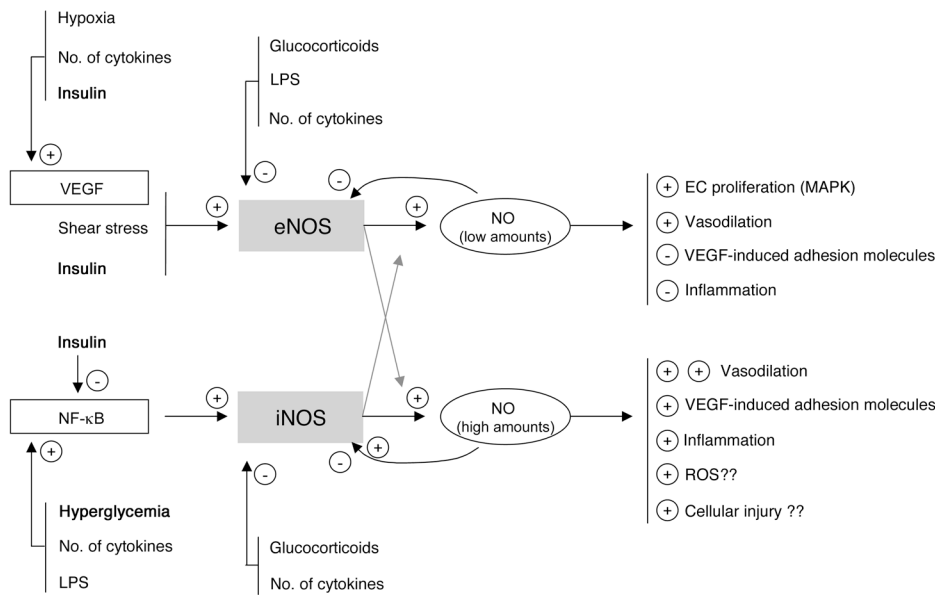 Hypoxia
No. of cytokines
Insulin
+
VEGF
Shear stress
Insulin
+
Glucocorticoids
LPS
No. of cytokines
-
-
eNOS
+
NO
(low amounts)
+ EC proliferation (MAPK)
+ Vasodilation
- VEGF-induced adhesion molecules
- Inflammation
Insulin
-
NF-κB
+
+
Hyperglycemia
No. of cytokines
LPS
iNOS
+
+
-
-
Glucocorticoids
No. of cytokines
NO
(high amounts)
+ + Vasodilation
+ VEGF-induced adhesion molecules
+ Inflammation
+ ROS??
+ Cellular injury ??